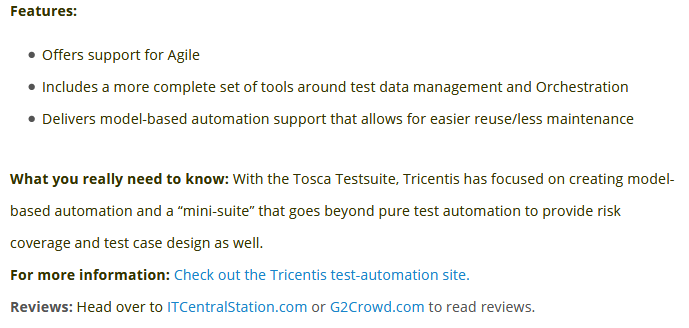 Features:
Offers support for Agile
Includes a more complete set of tools around test data management and Orchestration
Delivers model-based automation support that allows for easier reuse/less maintenance
What you really need to know: With the Tosca Testsuite, Tricentis has focused on creating model-
based automation and a “mini-suite” that goes beyond pure test automation to provide risk
coverage and test case design as well.
For more information: Check out the Tricentis test-automation site.
Reviews: Head over to ITCentralStation.com or G2Crowd.com to read reviews.